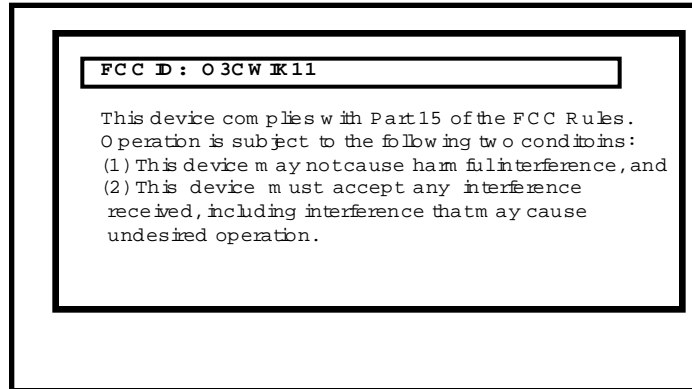 FCC ID: O3CWIK11
This device complies with Part 15 of the FCC Rules.
Operation is subject to the following two conditoins:
(1) This device may not cause harmful interference, and
(2) This device must accept any interference
received, including interference that may cause
undesired operation.